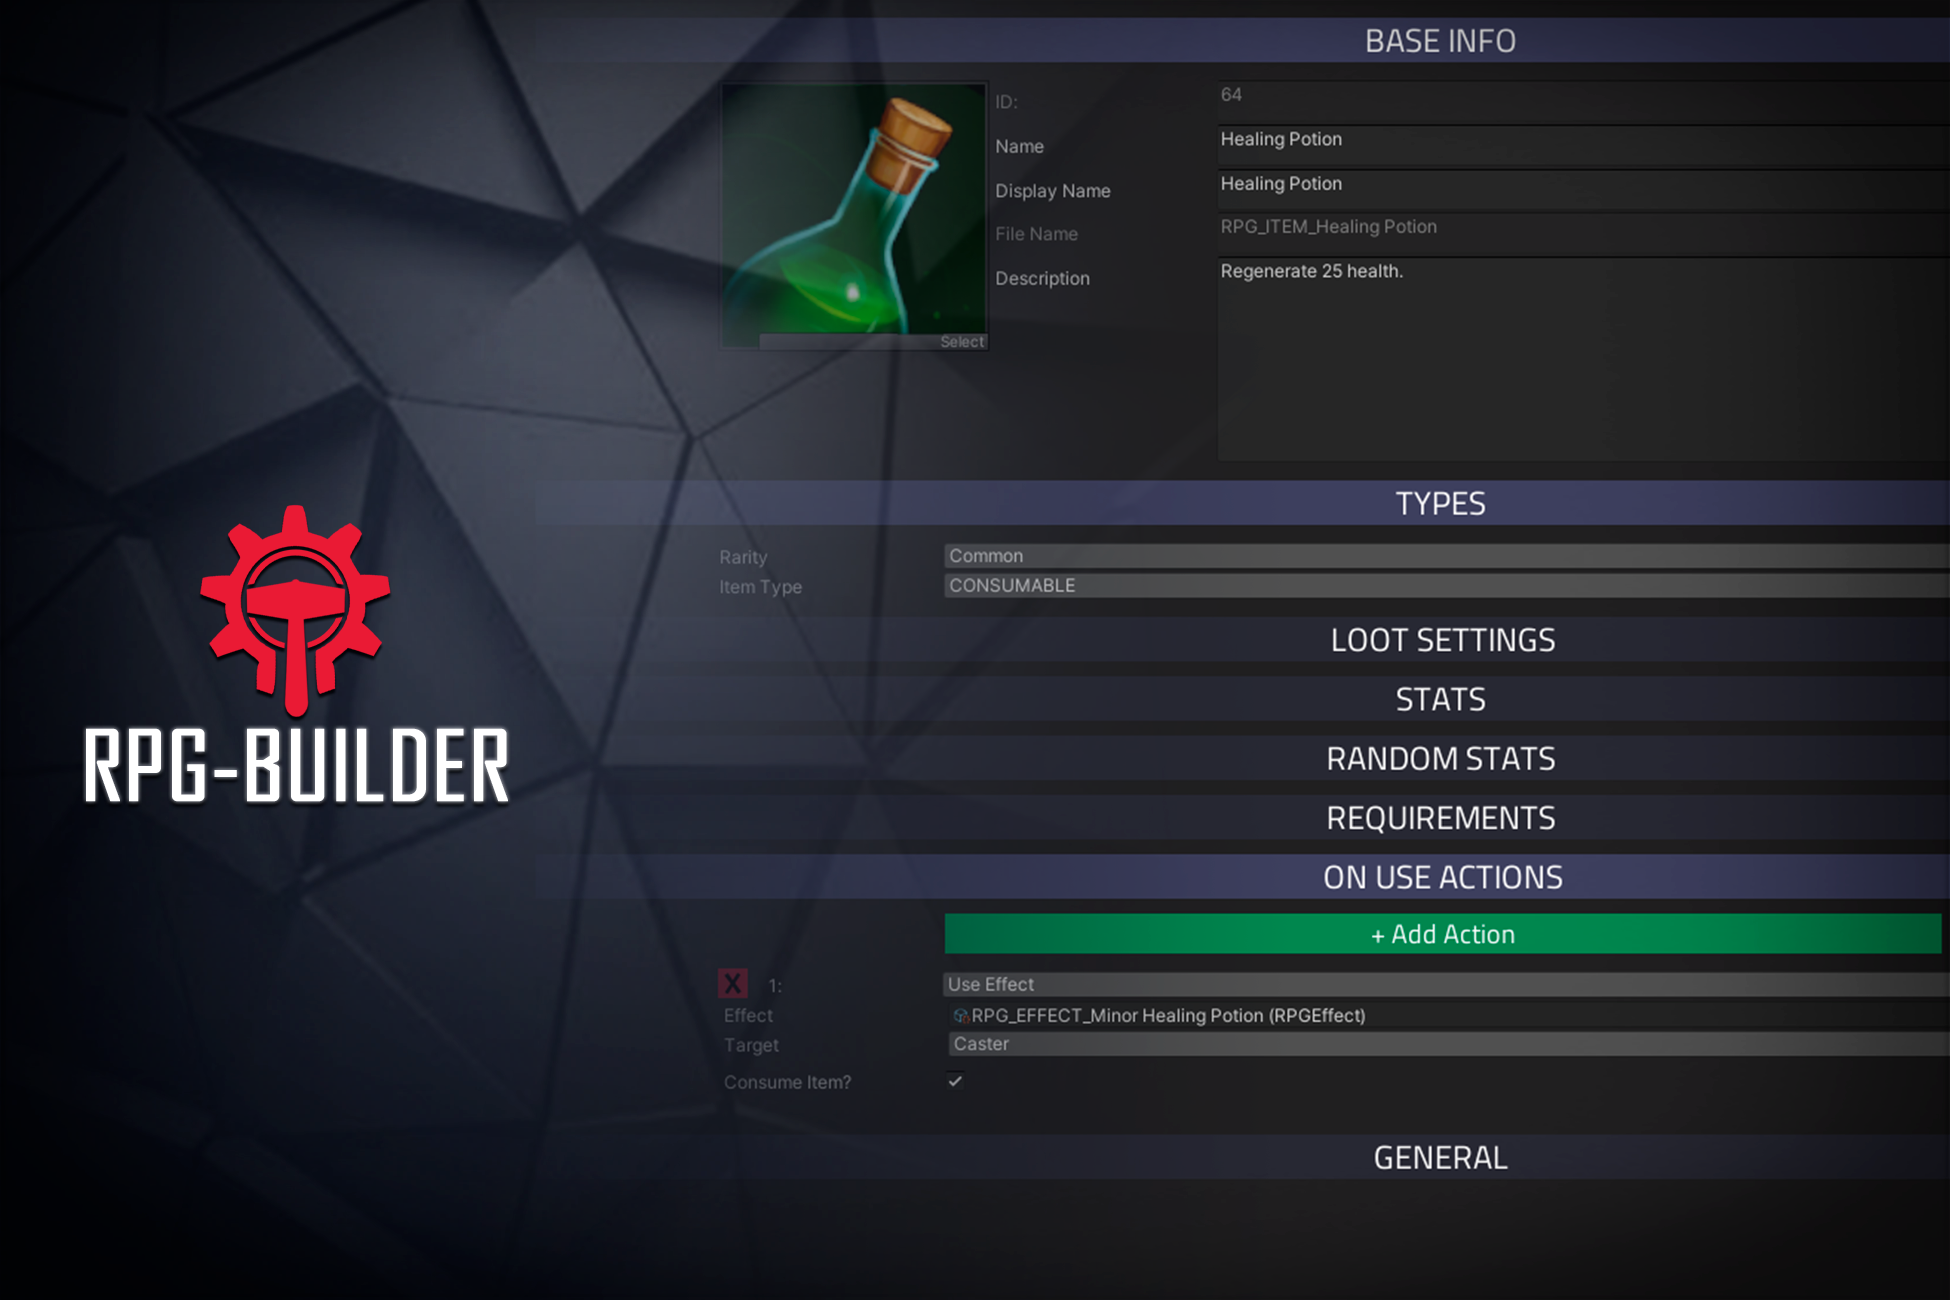 BASE INFO
ID: 64
Name Healing Potion
Display Name Healing Potion
File Name RPG_ITEM_Healing Potion
Description Regenerate 25 health.
Select
TYPES
Rarity Common
Item Type CONSUMABLE
LOOT SETTINGS
STATS
RANDOM STATS
REQUIREMENTS
ON USE ACTIONS
+ Add Action
X 1: Use Effect
Effect RPG_EFFECT_Minor Healing Potion (RPGEffect)
Target Caster
Consume Item?
GENERAL
RPG-BUILDER